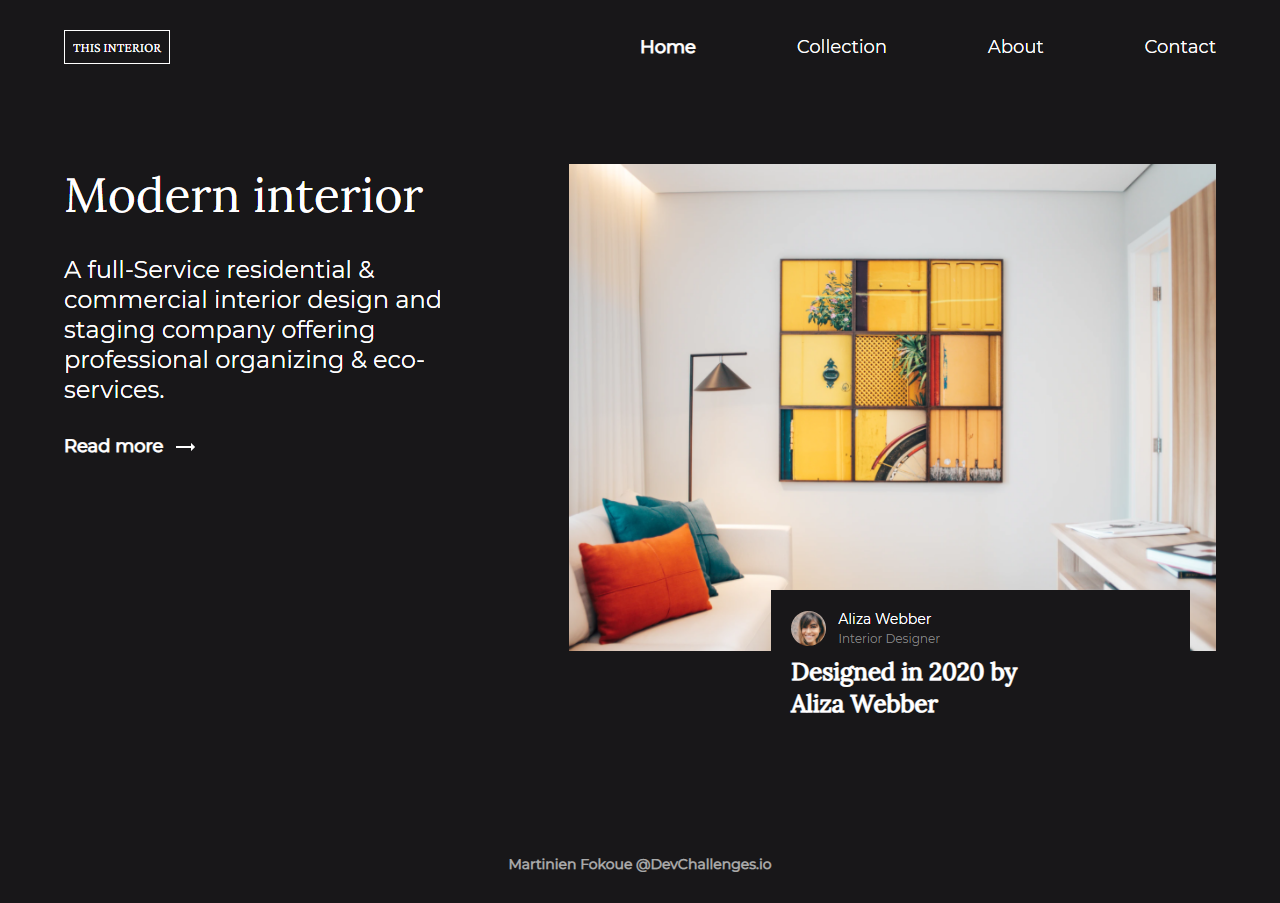 THIS INTERIOR
Home
Collection
About
Contact
Modern interior
A full-Service residential &
commercial interior design and
staging company offering
professional organizing & eco-
services.
Read more
Aliza Webber
Interior Designer
Designed in 2020 by
Aliza Webber
Martinien Fokoue @DevChallenges.io